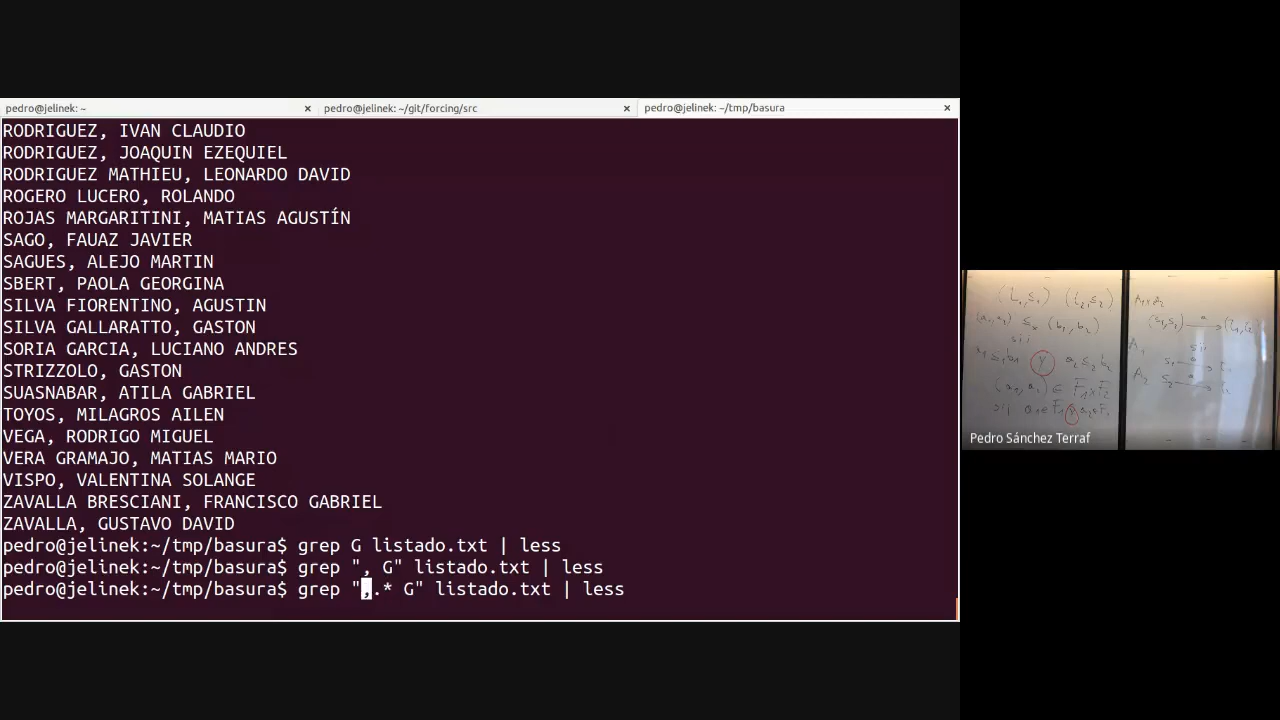 pedro@jelinek: ~ × pedro@jelinek: ~/git/forcing/src × pedro@jelinek: ~/tmp/basura ×
RODRIGUEZ, IVAN CLAUDIO
RODRIGUEZ, JOAQUIN EZEQUIEL
RODRIGUEZ MATHIEU, LEONARDO DAVID
ROGERO LUCERO, ROLANDO
ROJAS MARGARITINI, MATIAS AGUSTÍN
SAGO, FAUAZ JAVIER
SAGUES, ALEJO MARTIN
SBERT, PAOLA GEORGINA
SILVA FIORENTINO, AGUSTIN
SILVA GALLARATTO, GASTON
SORIA GARCIA, LUCIANO ANDRES
STRIZZOLO, GASTON
SUASNABAR, ATILA GABRIEL
TOYOS, MILAGROS AILEN
VEGA, RODRIGO MIGUEL
VERA GRAMAJO, MATIAS MARIO
VISPO, VALENTINA SOLANGE
ZAVALLA BRESCIANI, FRANCISCO GABRIEL
ZAVALLA, GUSTAVO DAVID
pedro@jelinek:~/tmp/basura$ grep G listado.txt | less
pedro@jelinek:~/tmp/basura$ grep ", G" listado.txt | less
pedro@jelinek:~/tmp/basura$ grep ",.* G" listado.txt | less
Pedro Sánchez Terraf